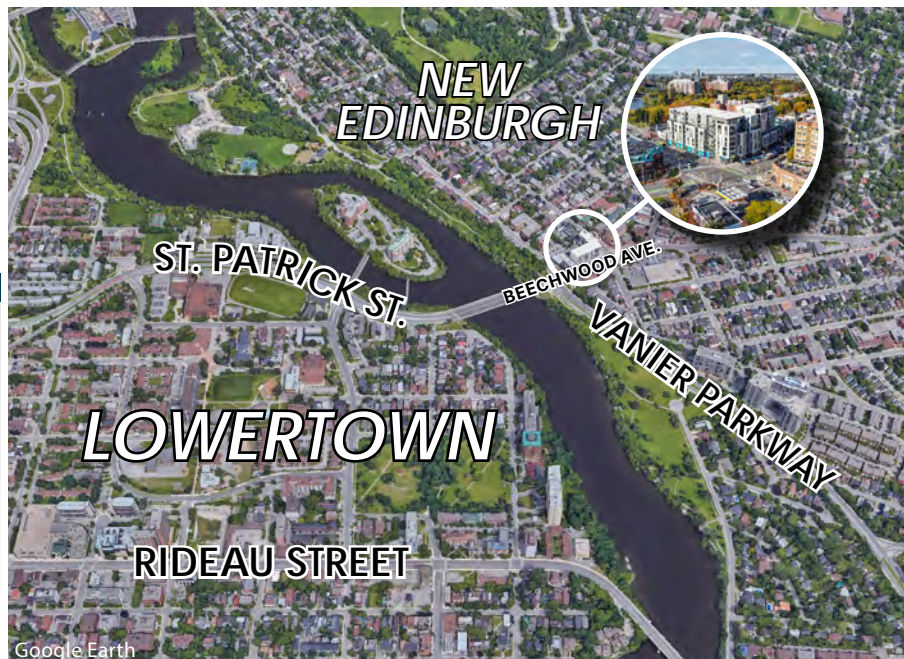 NEW
EDINBURGH
ST. PATRICK ST.
BEECHWOOD AVE.
VANIER PARKWAY
LOWERTOWN
RIDEAU STREET
Google Earth